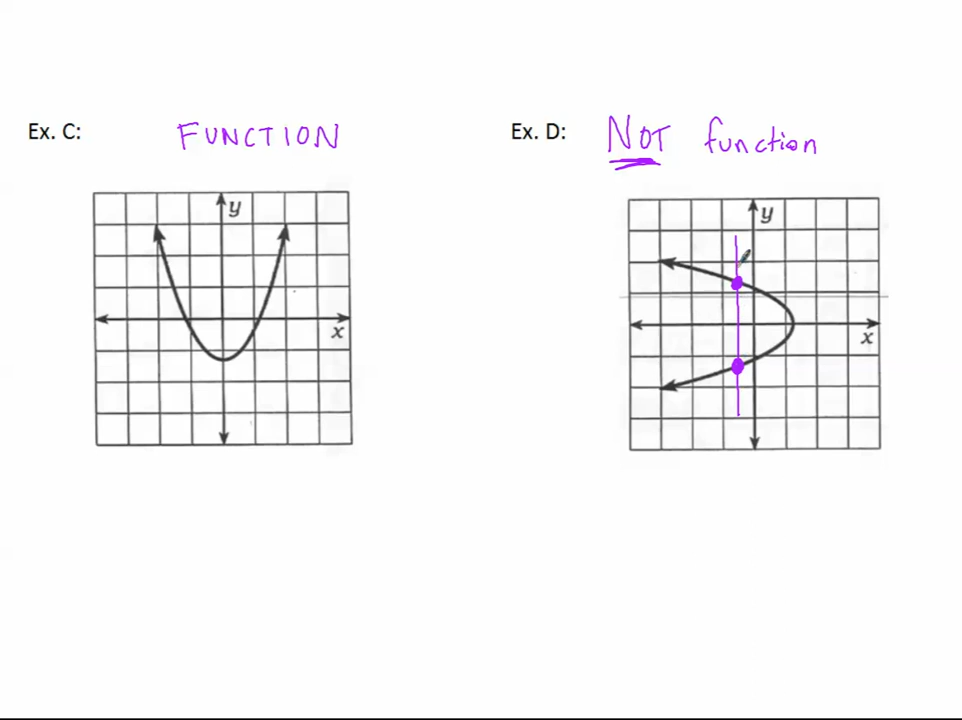 Ex. C:
FUNCTION
Ex. D:
NOT function
y
x
y
x